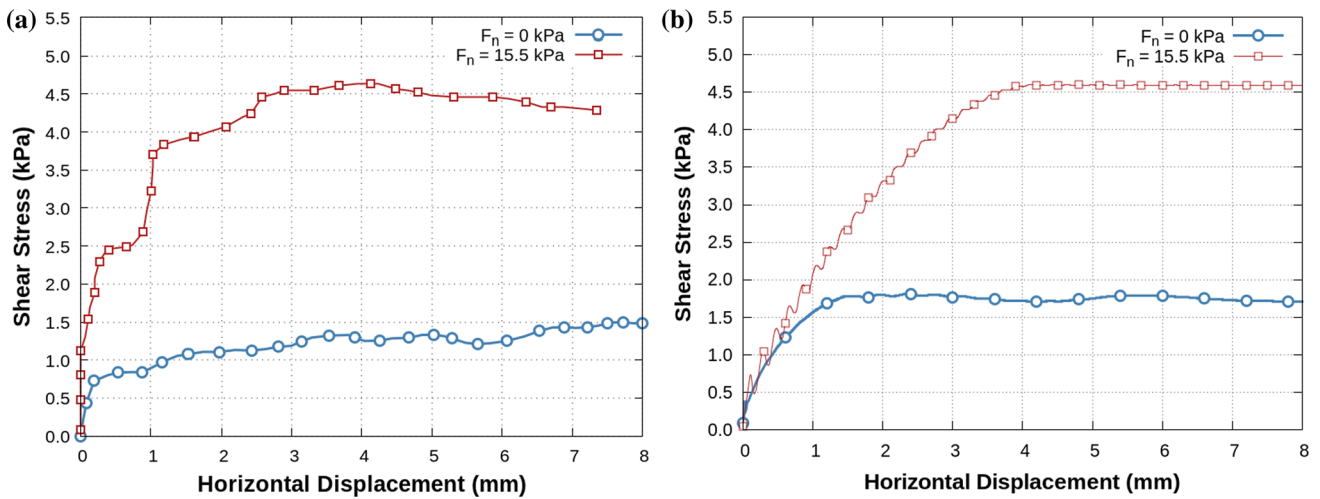 (a)
F_n = 0 kPa
F_n = 15.5 kPa
5.5
5.0
4.5
4.0
3.5
3.0
2.5
2.0
1.5
1.0
0.5
0.0
Shear Stress (kPa)
0 1 2 3 4 5 6 7 8
Horizontal Displacement (mm)
(b)
F_n = 0 kPa
F_n = 15.5 kPa
5.5
5.0
4.5
4.0
3.5
3.0
2.5
2.0
1.5
1.0
0.5
0.0
Shear Stress (kPa)
0 1 2 3 4 5 6 7 8
Horizontal Displacement (mm)